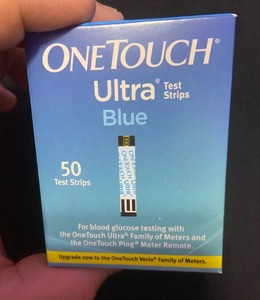 ONETOUCH®
Ultra® Test
Strips
Blue
50
Test Strips
For blood glucose testing with
the OneTouch Ultra® Family of Meters and
the OneTouch Ping® Meter Remote.
Upgrade now to the OneTouch Verio® Family of Meters.